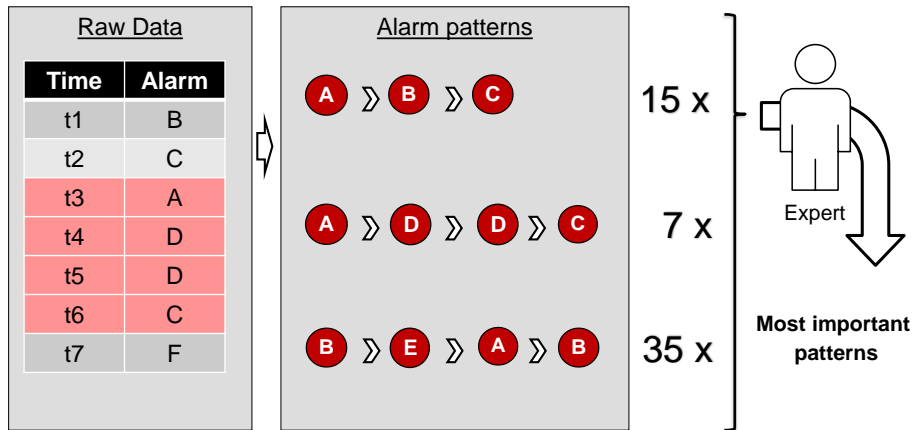 Raw Data
Time Alarm
t1 B
t2 C
t3 A
t4 D
t5 D
t6 C
t7 F
Alarm patterns
A B C 15 x
A D D C 7 x
B E A B 35 x
Expert
Most important
patterns